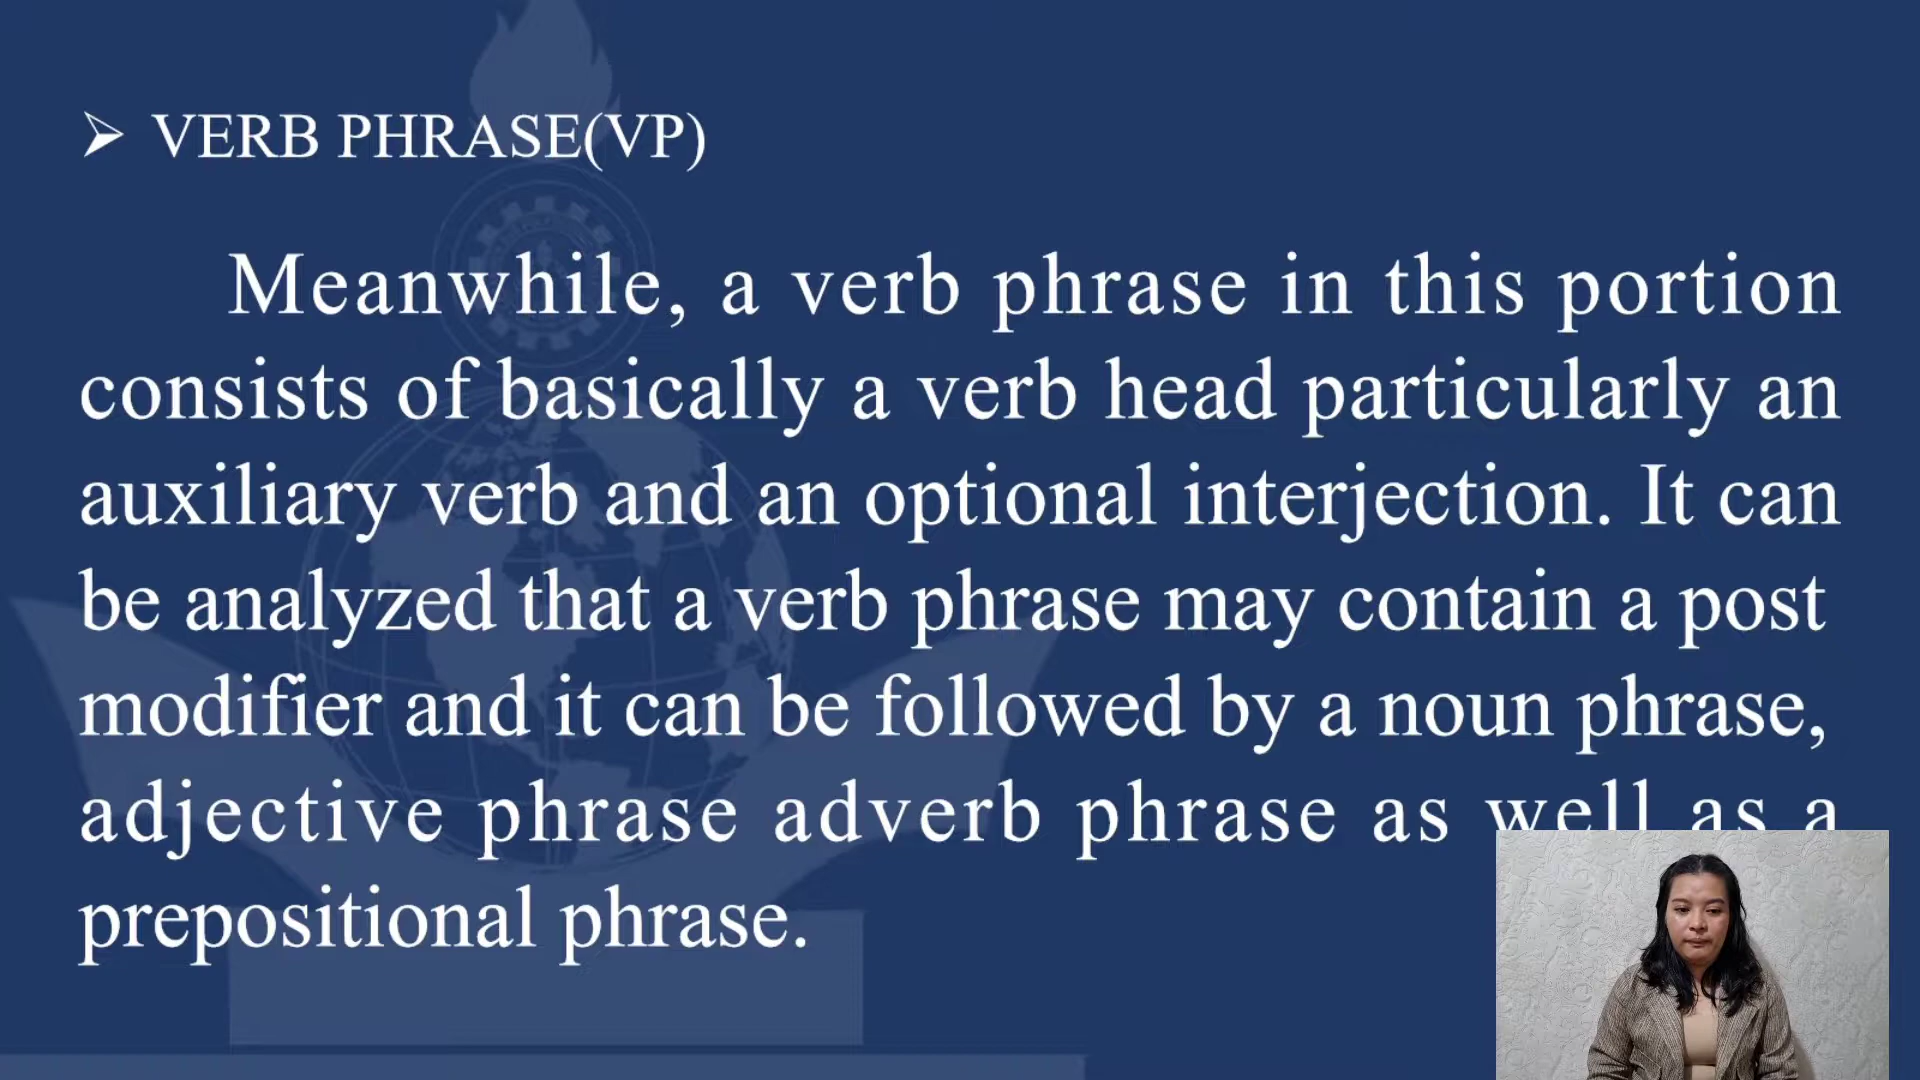 ➢ VERB PHRASE(VP)
Meanwhile, a verb phrase in this portion
consists of basically a verb head particularly an
auxiliary verb and an optional interjection. It can
be analyzed that a verb phrase may contain a post
modifier and it can be followed by a noun phrase,
adjective phrase adverb phrase as well as a
prepositional phrase.